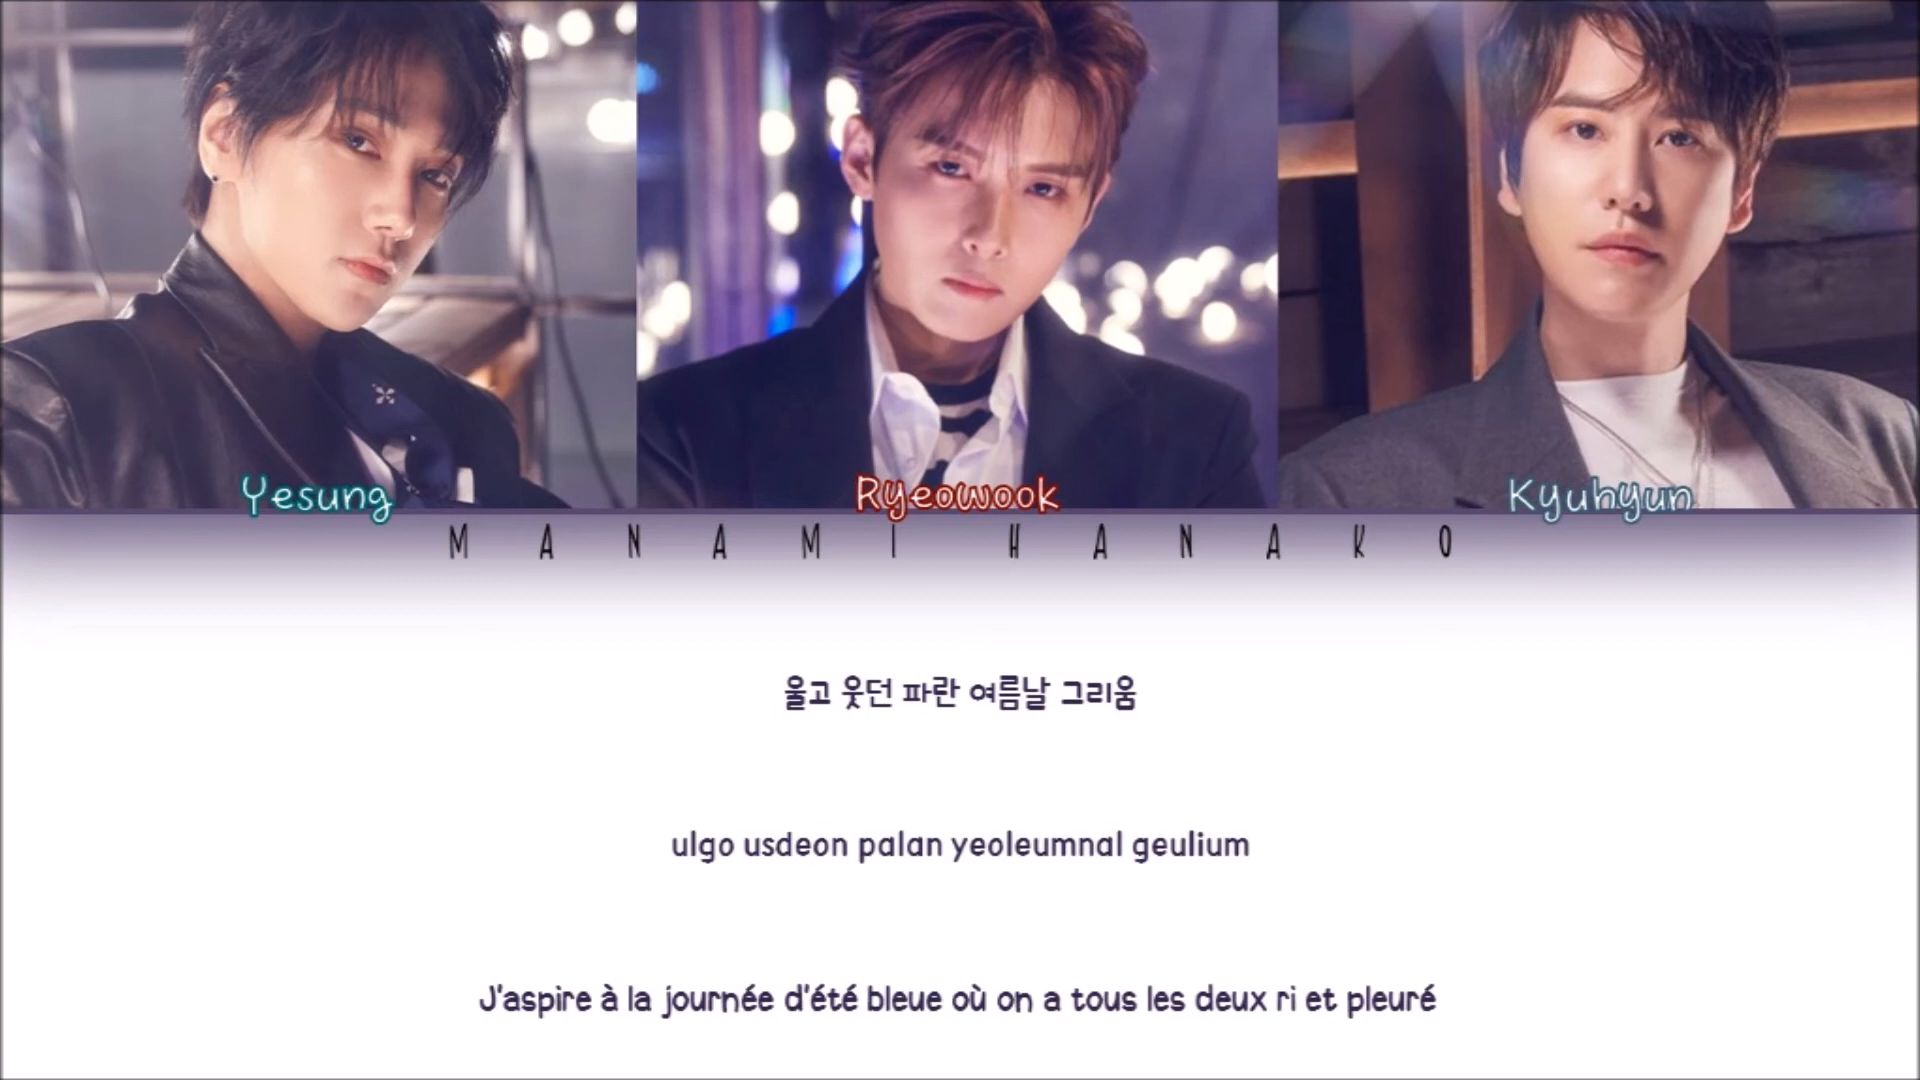 Yesung
Ryeowook
Kyuhyun
MANAMI HANAKO
울고 웃던 파란 여름날 그리움
ulgo usdeon palan yeoleumnal geulium
J'aspire à la journée d'été bleue où on a tous les deux ri et pleuré